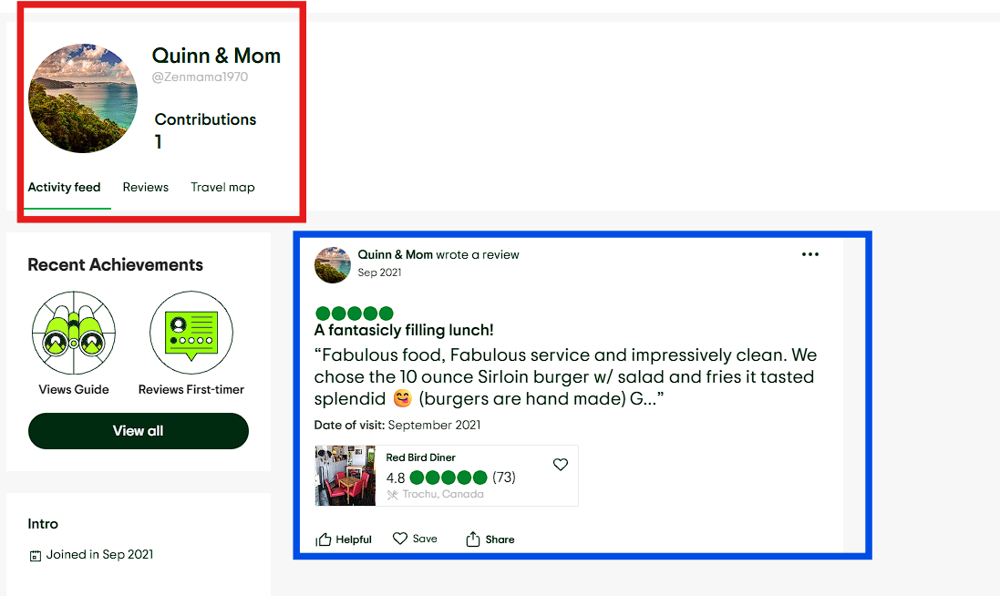 Quinn & Mom
@Zenmama1970
Contributions
1
Activity feed Reviews Travel map
Recent Achievements
Views Guide Reviews First-timer
View all
Intro
Joined in Sep 2021
Quinn & Mom wrote a review
Sep 2021
A fantasicly filling lunch!
“Fabulous food, Fabulous service and impressively clean. We
chose the 10 ounce Sirloin burger w/ salad and fries it tasted
splendid 😋 (burgers are hand made) G...”
Date of visit: September 2021
Red Bird Diner
4.8 (73)
Trochu, Canada
Helpful Save Share